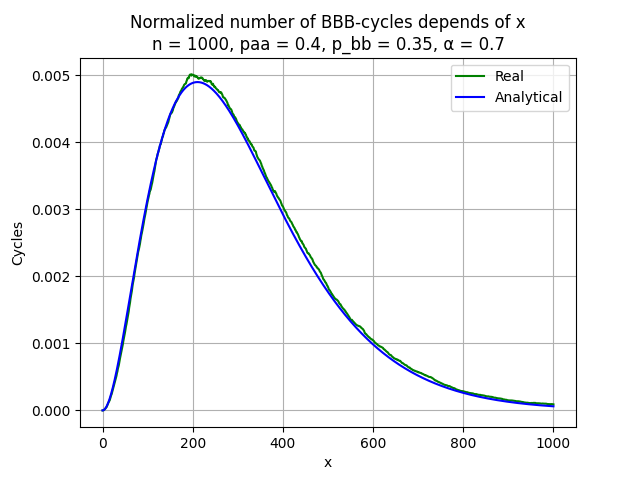 Normalized number of BBB-cycles depends of x
n = 1000, paa = 0.4, p_bb = 0.35, α = 0.7
Real
Analytical
0.005
0.004
0.003
0.002
0.001
0.000
Cycles
0 200 400 600 800 1000
x